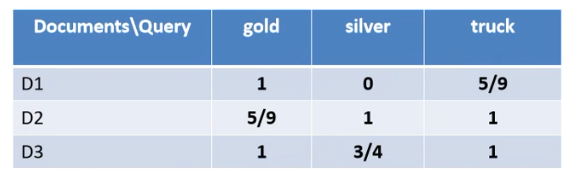 Documents\Query gold silver truck
D1 1 0 5/9
D2 5/9 1 1
D3 1 3/4 1